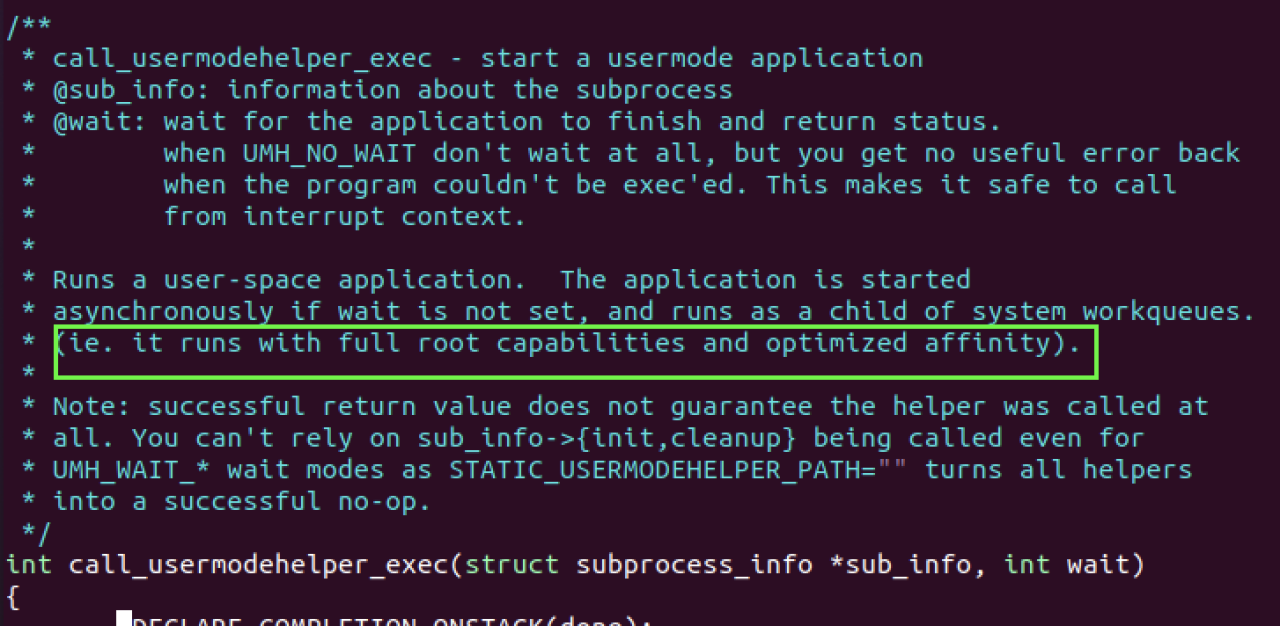 /**
 * call_usermodehelper_exec - start a usermode application
 * @sub_info: information about the subprocess
 * @wait: wait for the application to finish and return status.
 *        when UMH_NO_WAIT don't wait at all, but you get no useful error back
 *        when the program couldn't be exec'ed. This makes it safe to call
 *        from interrupt context.
 *
 * Runs a user-space application.  The application is started
 * asynchronously if wait is not set, and runs as a child of system workqueues.
 * (ie. it runs with full root capabilities and optimized affinity).
 *
 * Note: successful return value does not guarantee the helper was called at
 * all. You can't rely on sub_info->{init,cleanup} being called even for
 * UMH_WAIT_* wait modes as STATIC_USERMODEHELPER_PATH="" turns all helpers
 * into a successful no-op.
 */
int call_usermodehelper_exec(struct subprocess_info *sub_info, int wait)
{
        DECLARE_COMPLETION_ONSTACK(done);